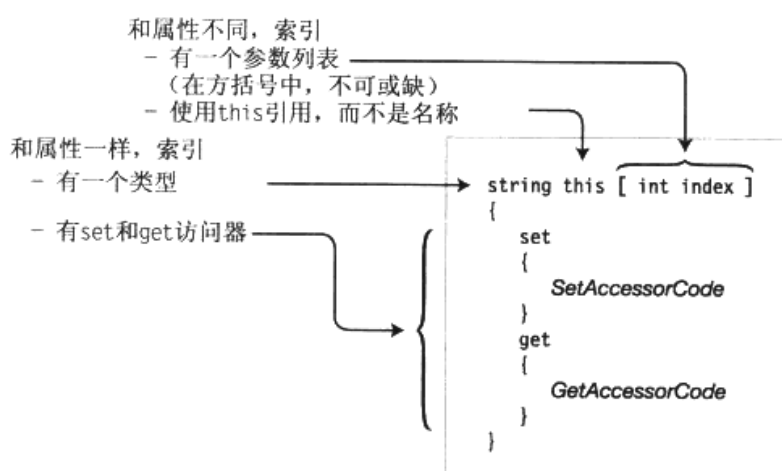 和属性不同，索引
- 有一个参数列表
（在方括号中，不可或缺）
- 使用this引用，而不是名称
和属性一样，索引
- 有一个类型
- 有set和get访问器
string this [ int index ]
{
set
{
SetAccessorCode
}
get
{
GetAccessorCode
}
}